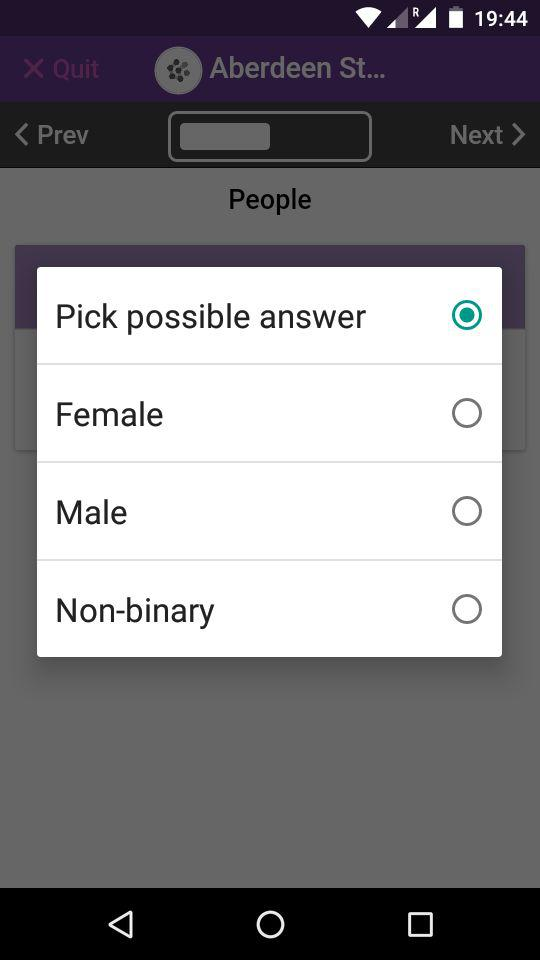 R 19:44
Quit
Aberdeen St...
Prev
Next
People
Pick possible answer
Female
Male
Non-binary